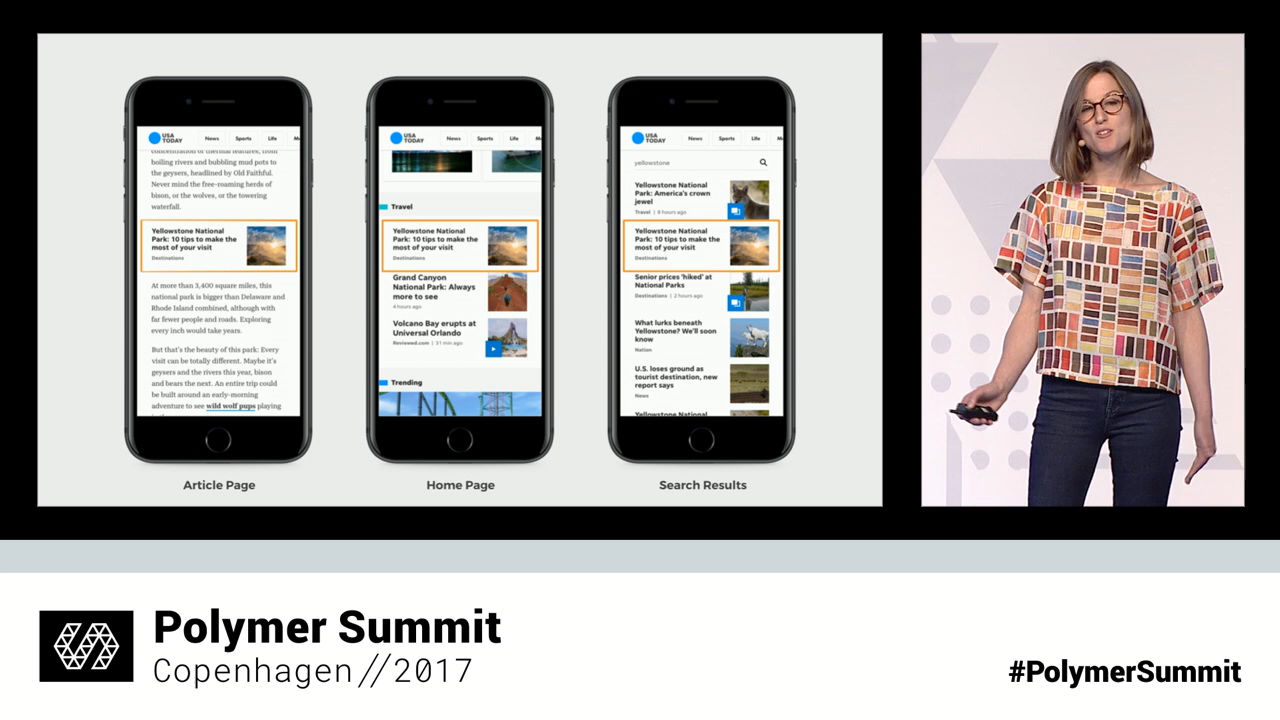 USA
TODAY
News
Sports
Life
boiling rivers and bubbling mud pots to
the geysers, headlined by Old Faithful.
Never mind the free-roaming herds of
bison, or the wolves, or the towering
waterfall.
Yellowstone National
Park: 10 tips to make the
most of your visit
Destinations
At more than 3,400 square miles, this
national park is bigger than Delaware and
Rhode Island combined, although with
far fewer people and roads. Exploring
every inch would take years.
But that's the beauty of this park: Every
visit can be totally different. Maybe it's
geysers and the rivers this year, bison
and bears the next. An entire trip could
be built around an early-morning
adventure to see wild wolf pups playing
Article Page
USA
TODAY
News
Sports
Life
Travel
Yellowstone National
Park: 10 tips to make the
most of your visit
Destinations
Grand Canyon
National Park: Always
more to see
4 hours ago
Volcano Bay erupts at
Universal Orlando
Reviewed.com | 31 min ago
Trending
Home Page
USA
TODAY
News
Sports
Life
yellowstone
Yellowstone National
Park: America's crown
jewel
Travel | 8 hours ago
Yellowstone National
Park: 10 tips to make the
most of your visit
Destinations
Senior prices 'hiked' at
National Parks
Destinations | 2 hours ago
What lurks beneath
Yellowstone? We'll soon
know
Nation
U.S. loses ground as
tourist destination, new
report says
News
Yellowstone National
Search Results
Polymer Summit
Copenhagen//2017
#PolymerSummit